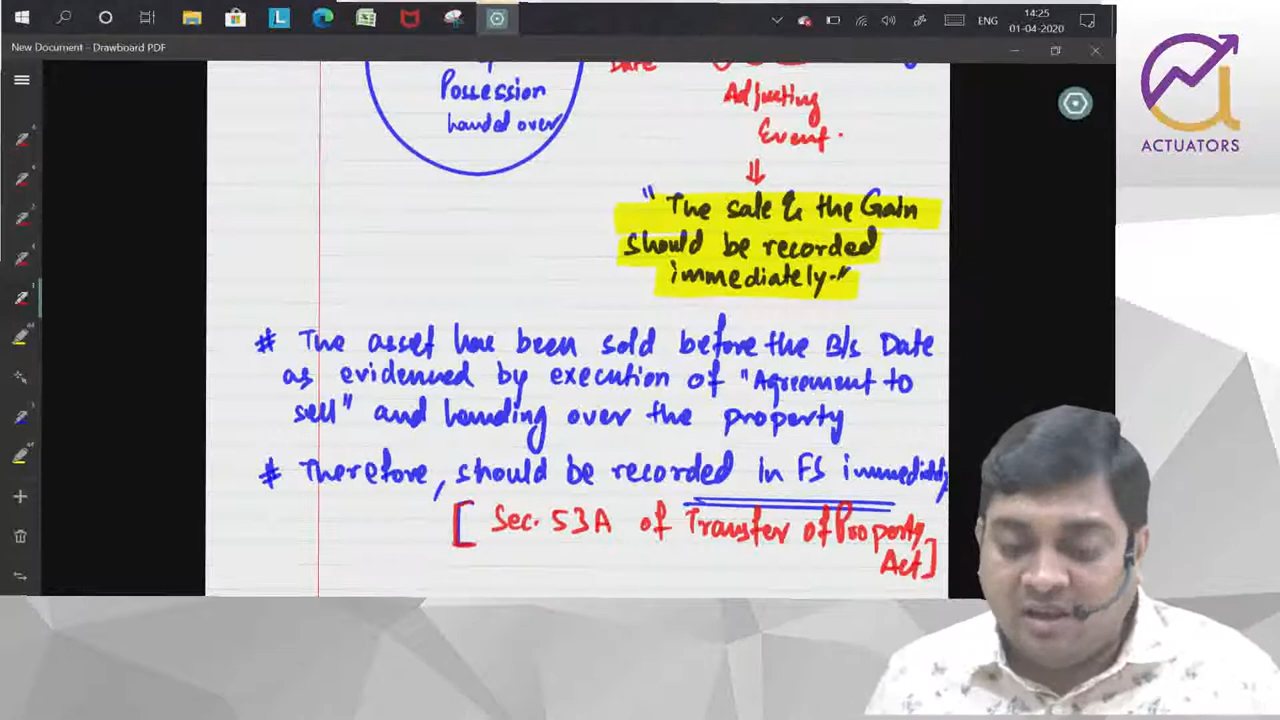 14:25
ENG
01-04-2020
New Document - Drawboard PDF
ACTUATORS
Possession
handed over
Date
Adjusting
Event.
"The sale & the Gain
should be recorded
immediately."
# The asset has been sold before the B/s Date
as evidenced by execution of "Agreement to
sell" and handing over the property
# Therefore, should be recorded in FS immediately
[Sec. 53A of Transfer of Property
Act]